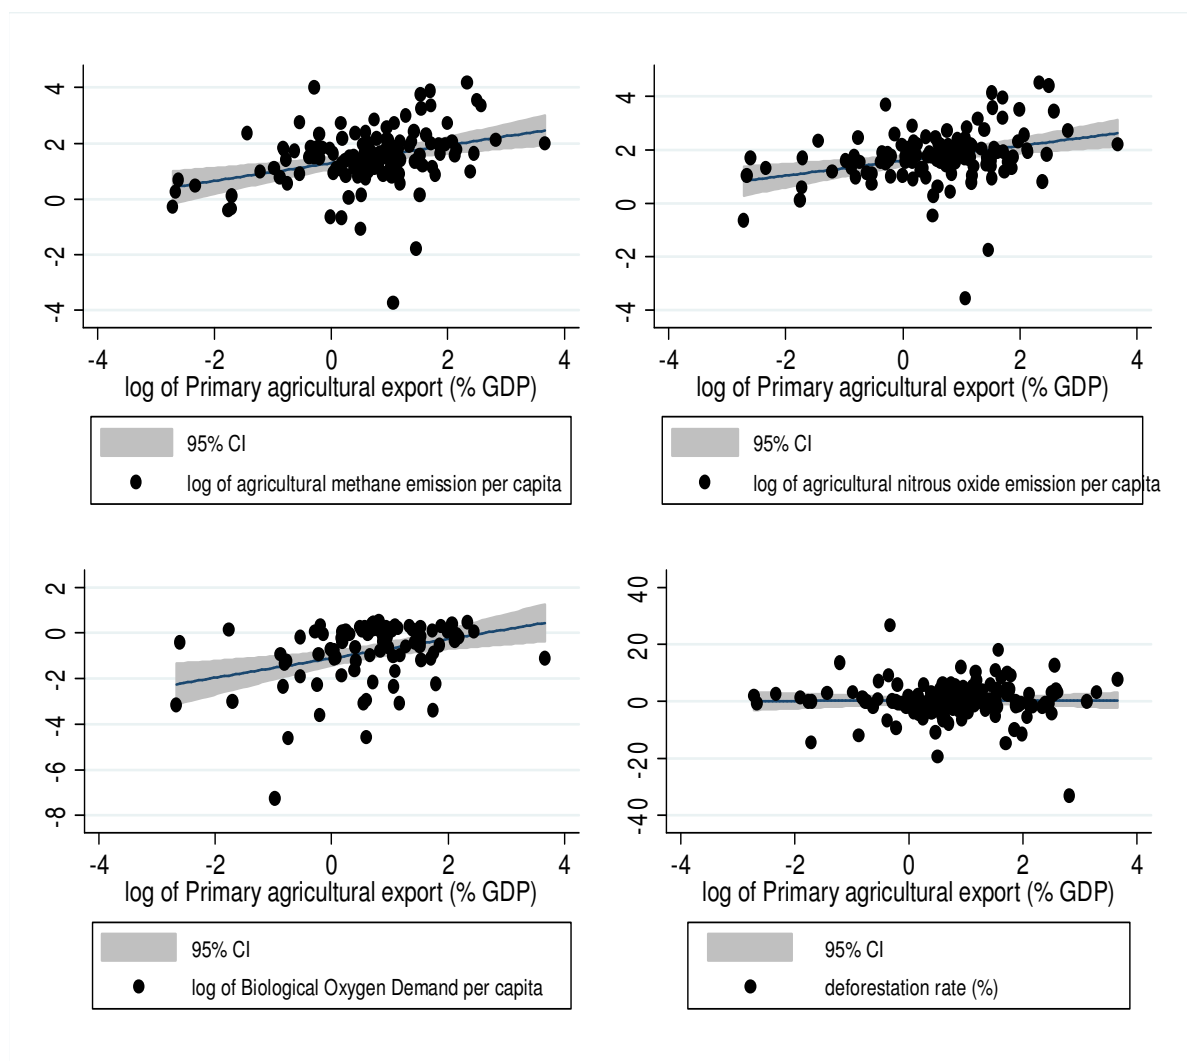 4
2
0
-2
-4
-4 -2 0 2 4
log of Primary agricultural export (% GDP)
95% CI
log of agricultural methane emission per capita
4
2
0
-2
-4
-4 -2 0 2 4
log of Primary agricultural export (% GDP)
95% CI
log of agricultural nitrous oxide emission per capita
2
0
-2
-4
-6
-8
-4 -2 0 2 4
log of Primary agricultural export (% GDP)
95% CI
log of Biological Oxygen Demand per capita
40
20
0
-20
-40
-4 -2 0 2 4
log of Primary agricultural export (% GDP)
95% CI
deforestation rate (%)